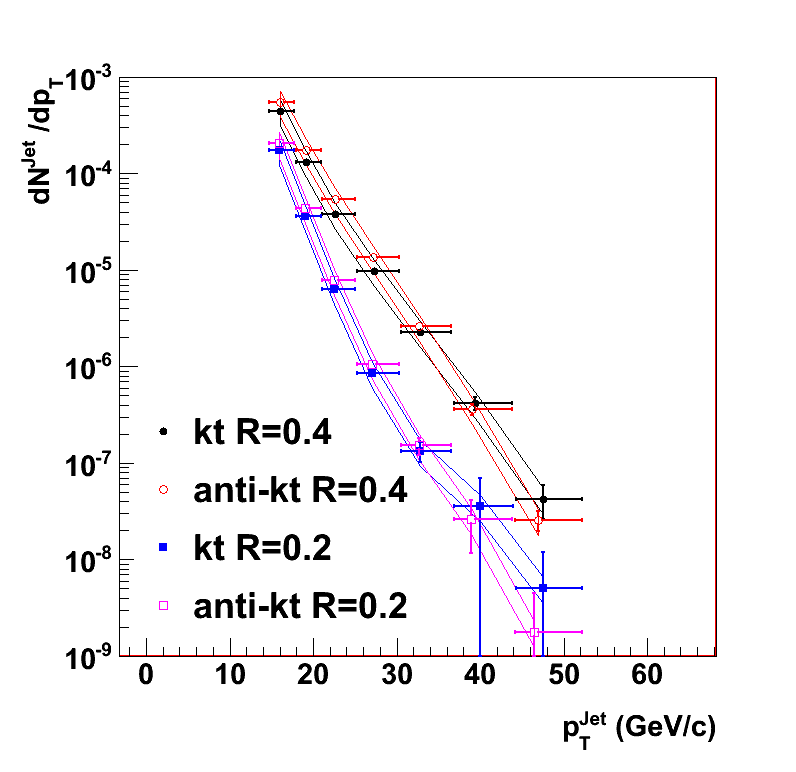 dN^Jet/dp_T
10^-3
10^-4
10^-5
10^-6
10^-7
10^-8
10^-9
kt R=0.4
anti-kt R=0.4
kt R=0.2
anti-kt R=0.2
0 10 20 30 40 50 60
p_T^Jet (GeV/c)